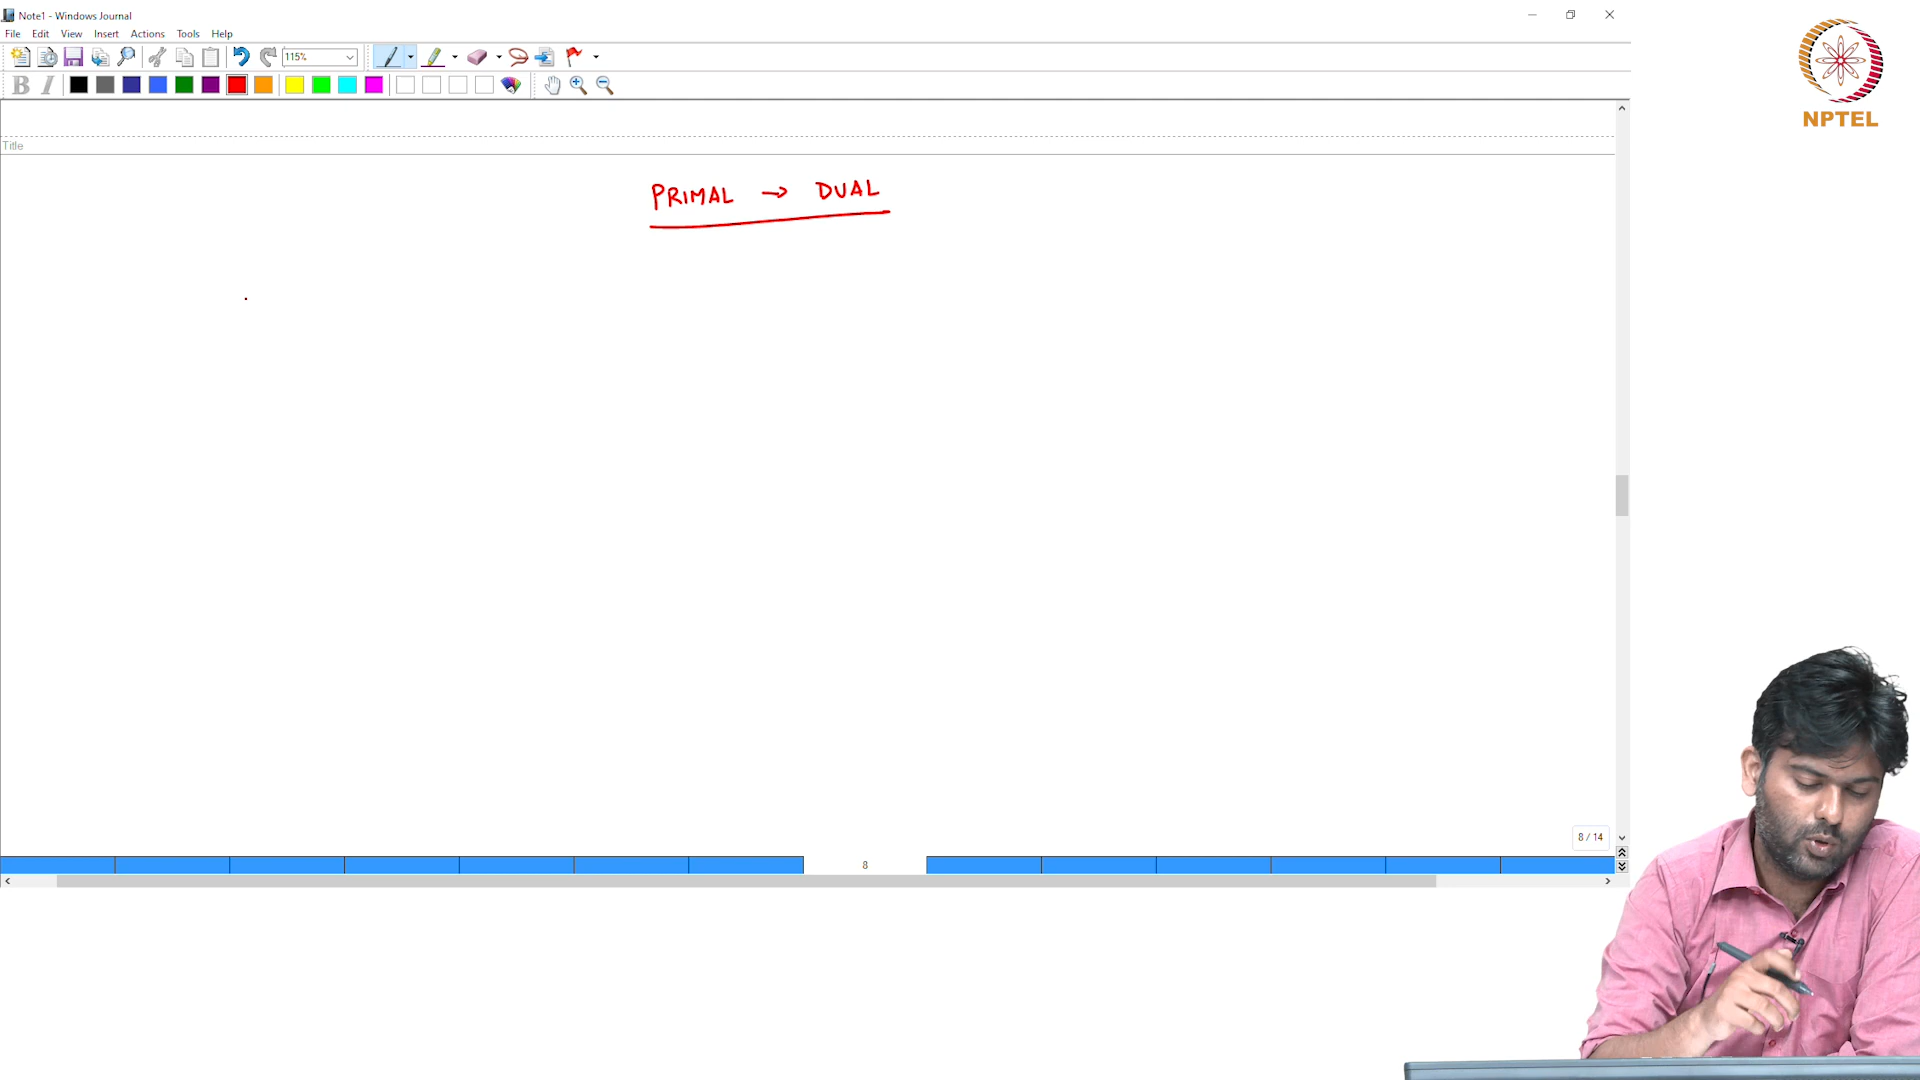 Note1 - Windows Journal
File Edit View Insert Actions Tools Help
115%
B I
NPTEL
Title
PRIMAL → DUAL
8 / 14
8